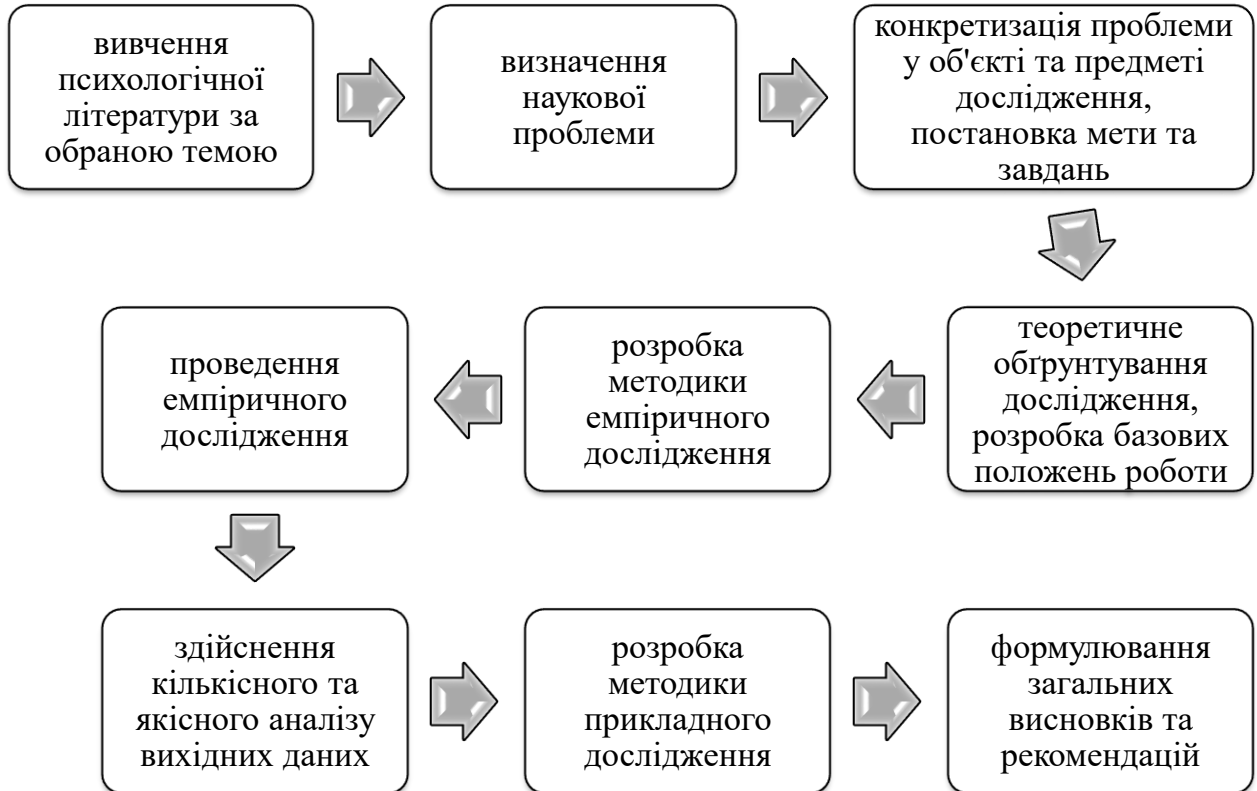 вивчення
психологічної
літератури за
обраною темою
визначення
наукової
проблеми
конкретизація проблеми
у об'єкті та предметі
дослідження,
постановка мети та
завдань
теоретичне
обґрунтування
дослідження,
розробка базових
положень роботи
розробка
методики
емпіричного
дослідження
проведення
емпіричного
дослідження
здійснення
кількісного та
якісного аналізу
вихідних даних
розробка
методики
прикладного
дослідження
формулювання
загальних
висновків та
рекомендацій